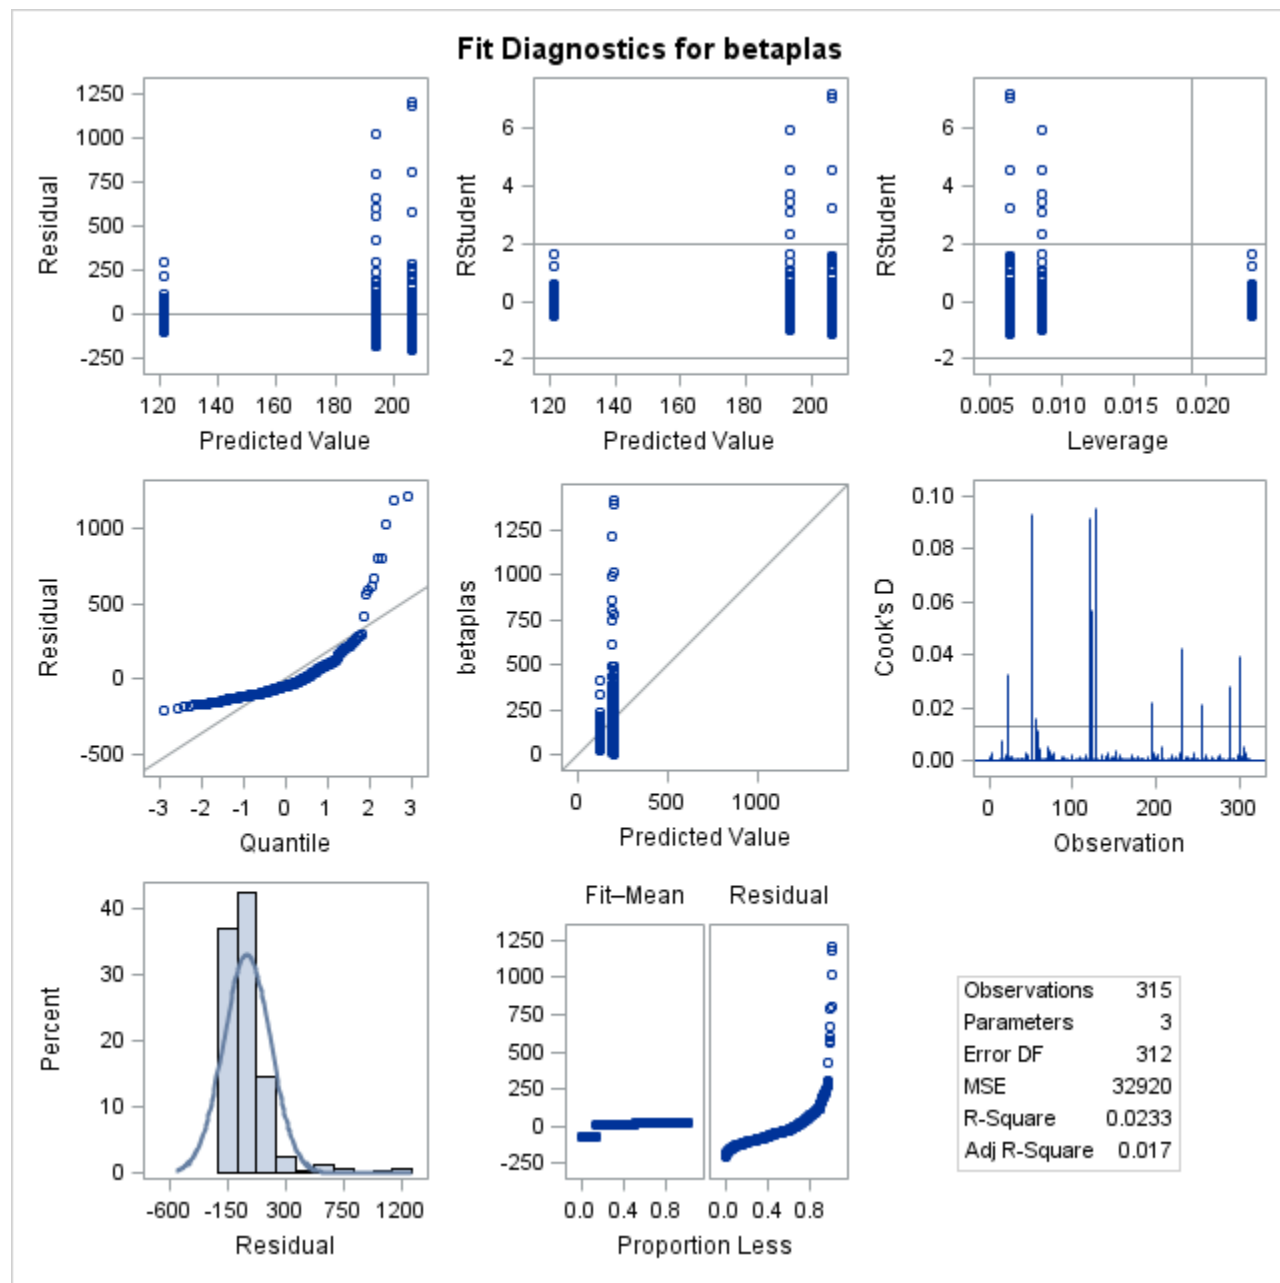 Fit Diagnostics for betaplas
1250
1000
750
500
250
0
-250
Residual
120 140 160 180 200
Predicted Value
6
4
2
0
-2
RStudent
120 140 160 180 200
Predicted Value
6
4
2
0
-2
RStudent
0.005 0.010 0.015 0.020
Leverage
1000
500
0
-500
Residual
-3 -2 -1 0 1 2 3
Quantile
1250
1000
750
500
250
0
betaplas
0 500 1000
Predicted Value
0.10
0.08
0.06
0.04
0.02
0.00
Cook's D
0 100 200 300
Observation
40
30
20
10
0
Percent
-600 -150 300 750 1200
Residual
Fit–Mean Residual
1250
1000
750
500
250
0
-250
0.0 0.4 0.8 0.0 0.4 0.8
Proportion Less
Observations 315
Parameters 3
Error DF 312
MSE 32920
R-Square 0.0233
Adj R-Square 0.017